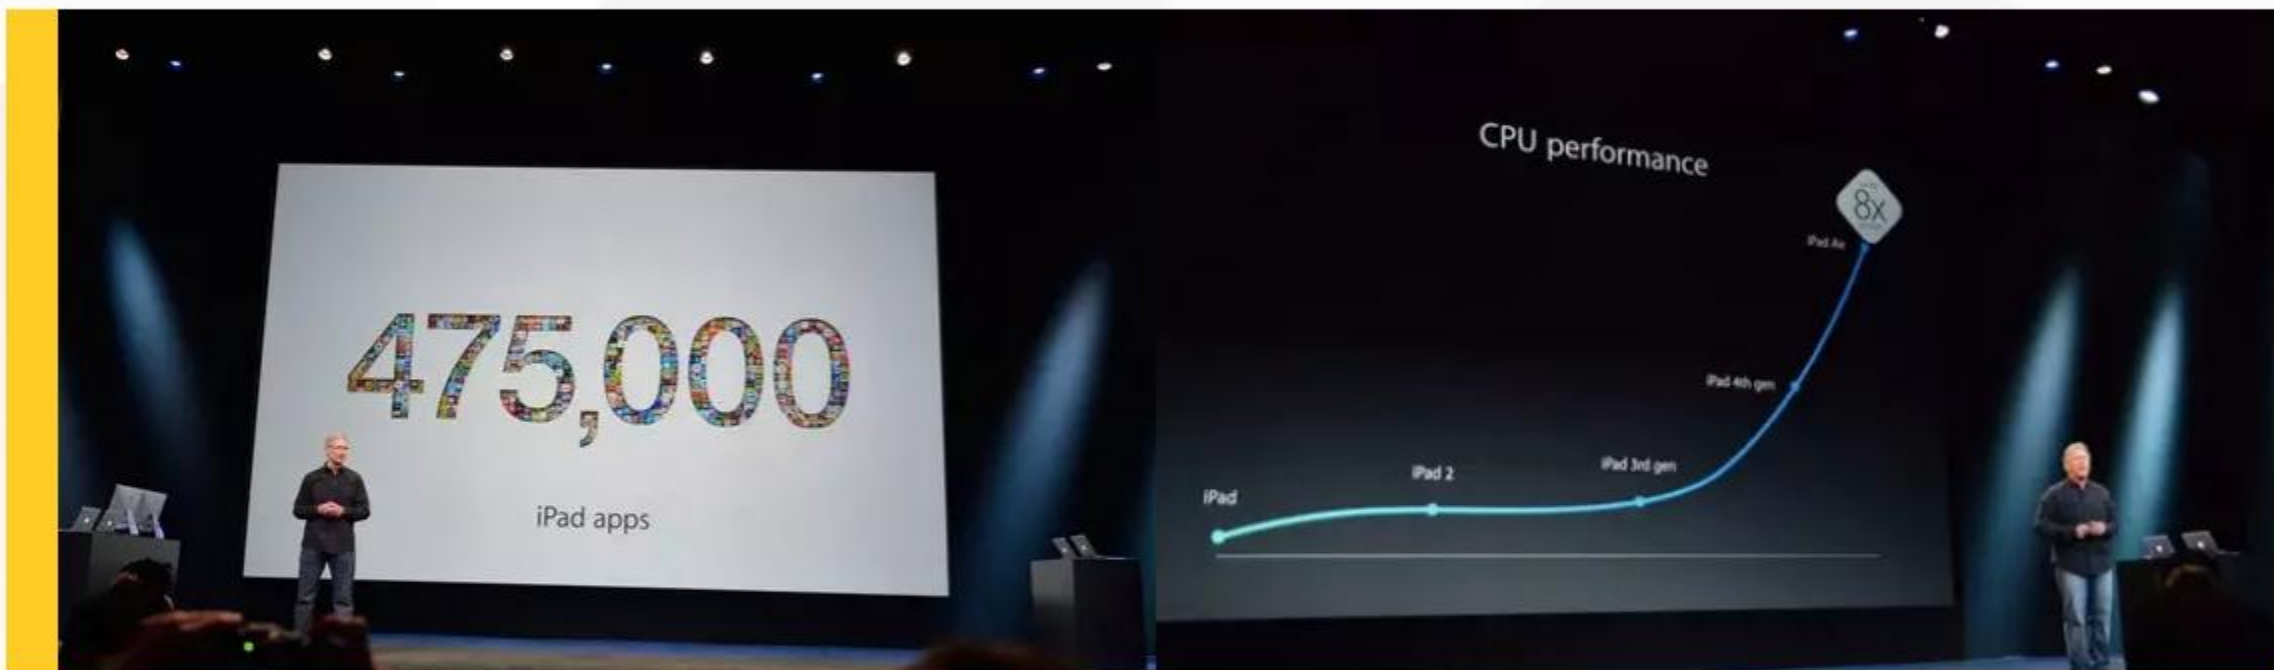 475,000
iPad apps
CPU performance
8x
iPad Air
iPad 4th gen
iPad 3rd gen
iPad 2
iPad